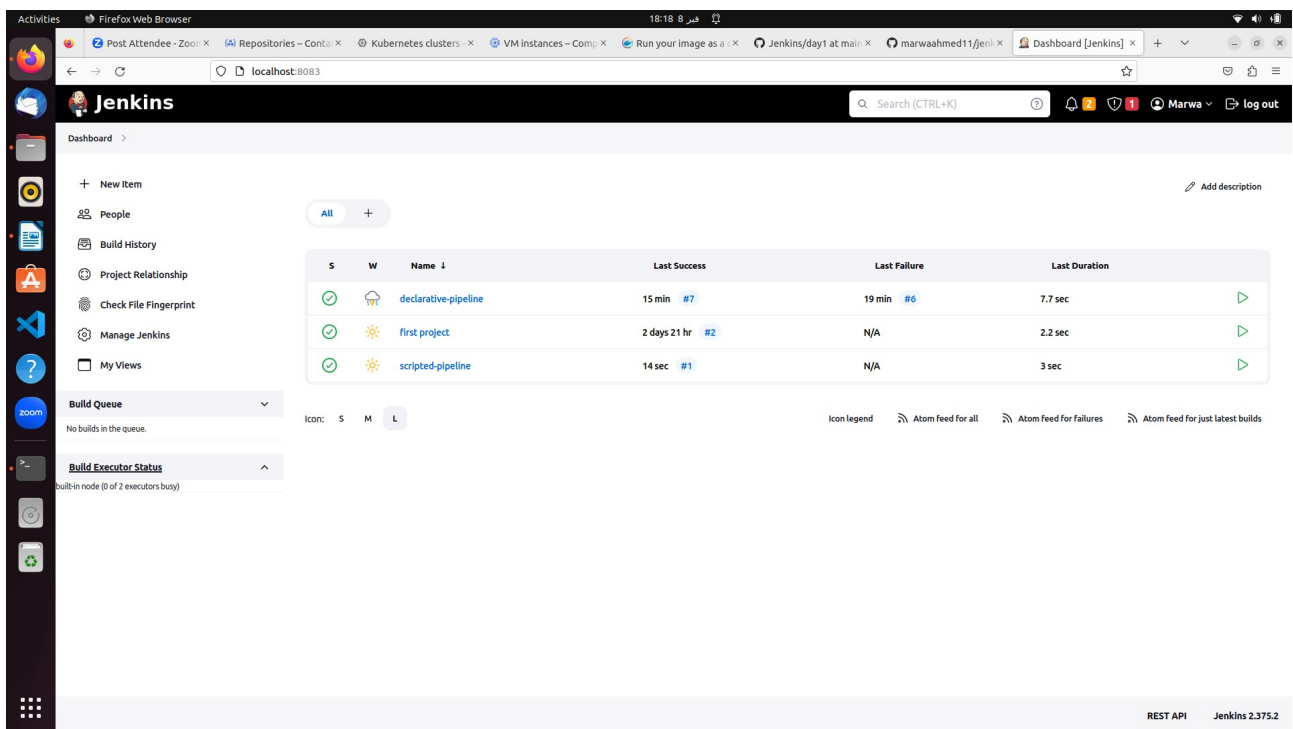 Activities Firefox Web Browser 18:18 8 فبر
Post Attendee - Zoom Repositories – Contai Kubernetes clusters – VM instances – Comp Run your image as a c Jenkins/day1 at main marwaahmed11/jenk Dashboard [Jenkins]
localhost:8083
Jenkins Search (CTRL+K) 2 1 Marwa log out
Dashboard
New Item Add description
People All +
Build History
S W Name ↓ Last Success Last Failure Last Duration
Project Relationship
declarative-pipeline 15 min #7 19 min #6 7.7 sec
Check File Fingerprint
first project 2 days 21 hr #2 N/A 2.2 sec
Manage Jenkins
scripted-pipeline 14 sec #1 N/A 3 sec
My Views
Build Queue
No builds in the queue.
Icon: S M L Icon legend Atom feed for all Atom feed for failures Atom feed for just latest builds
Build Executor Status
built-in node (0 of 2 executors busy)
zoom
REST API Jenkins 2.375.2